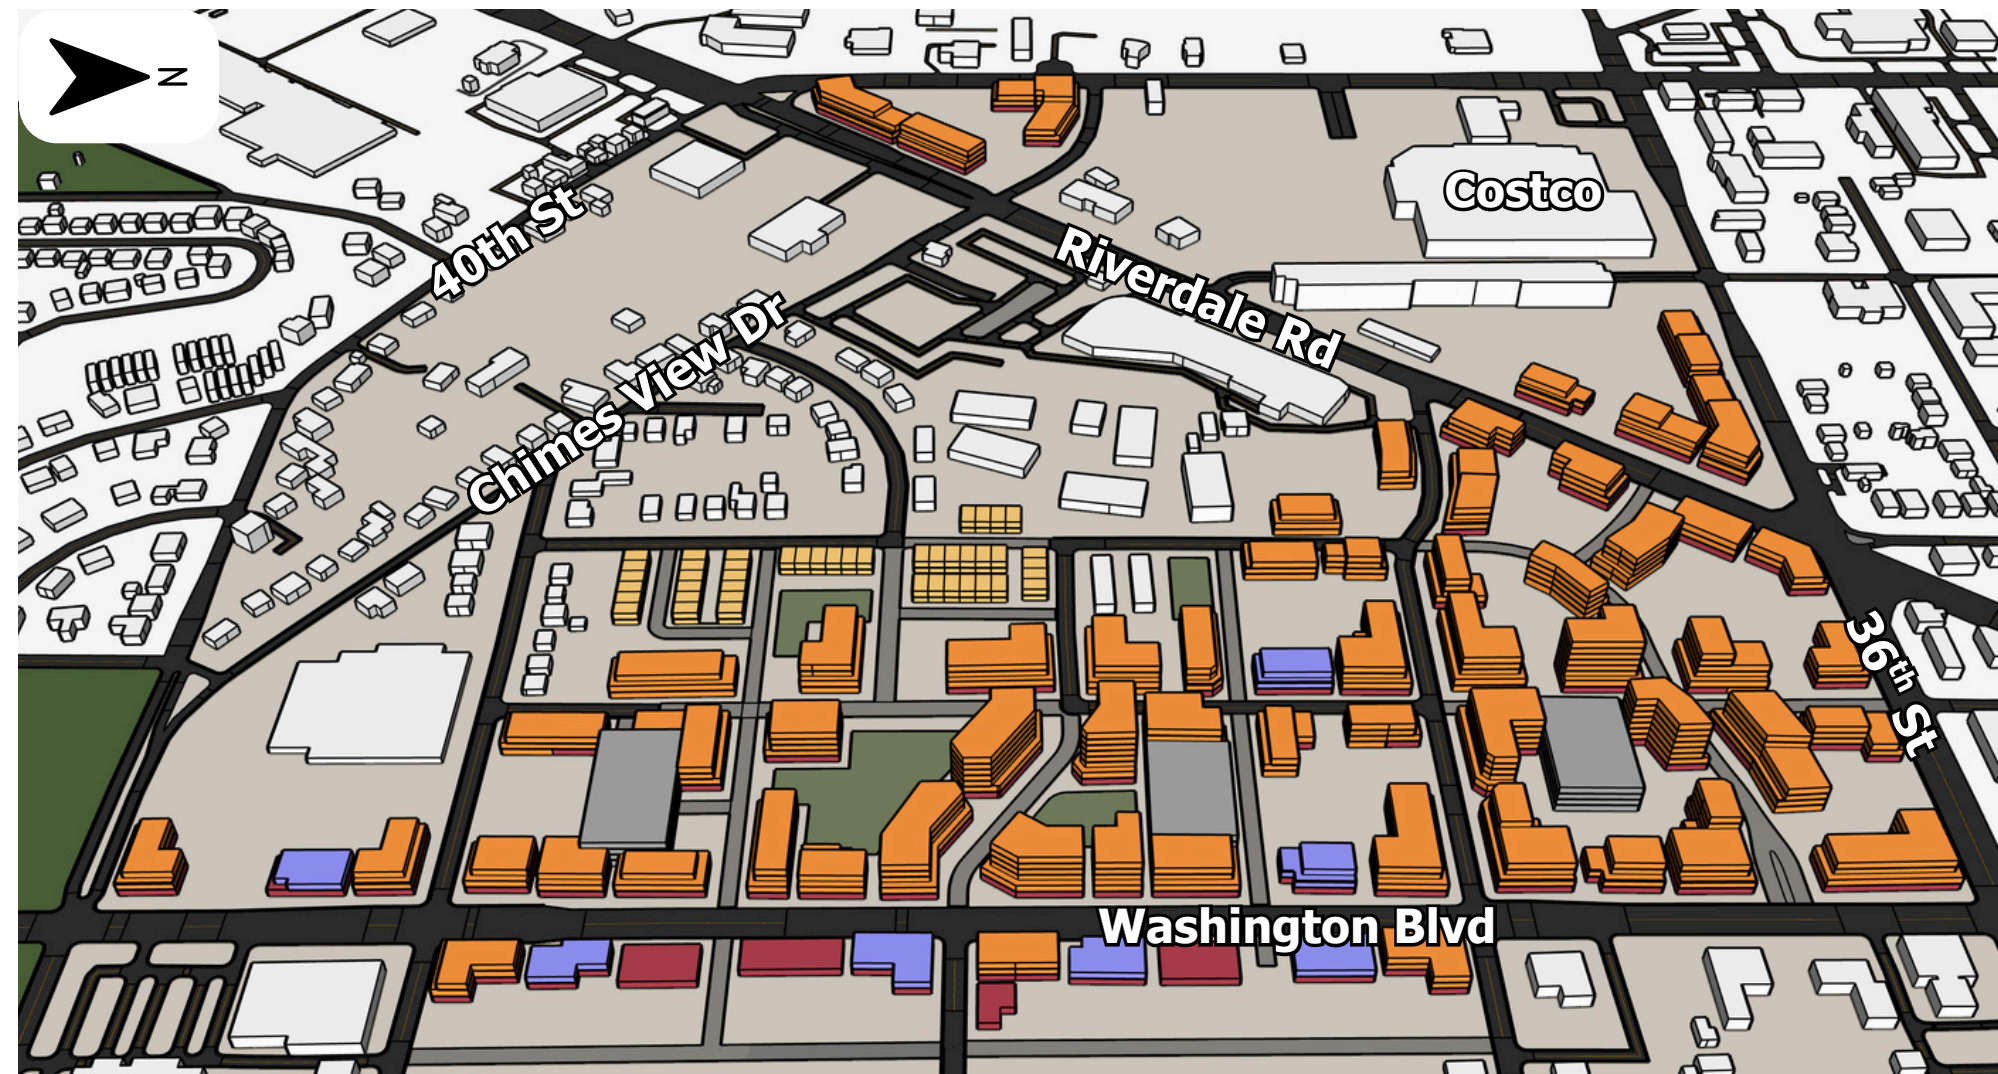 N
Costco
40th St
Riverdale Rd
Chimes View Dr
36th St
Washington Blvd